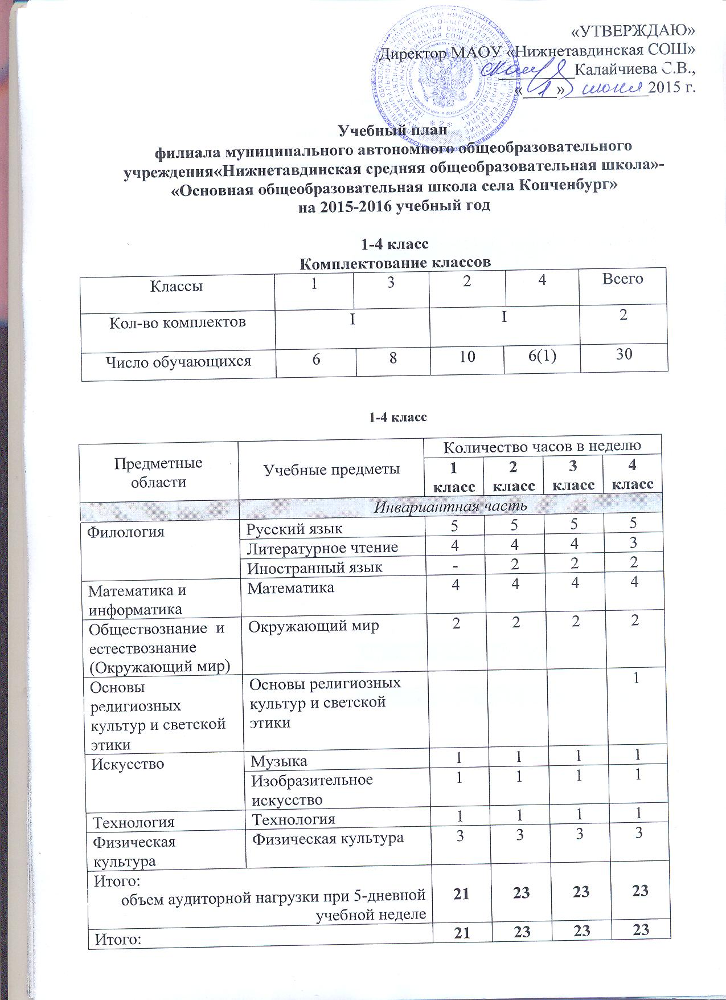 «УТВЕРЖДАЮ»
Директор МАОУ «Нижнетавдинская СОШ»
Калайчиева С.В.,
« 1 » июня 2015 г.
Учебный план
филиала муниципального автономного общеобразовательного
учреждения«Нижнетавдинская средняя общеобразовательная школа»-
«Основная общеобразовательная школа села Конченбург»
на 2015-2016 учебный год
1-4 класс
Комплектование классов
Классы 1 3 2 4 Всего
Кол-во комплектов I I 2
Число обучающихся 6 8 10 6(1) 30
1-4 класс
Предметные
области
Учебные предметы
Количество часов в неделю
1 2 3 4
класс класс класс класс
Инвариантная часть
Филология Русский язык 5 5 5 5
Литературное чтение 4 4 4 3
Иностранный язык - 2 2 2
Математика и Математика 4 4 4 4
информатика
Обществознание и Окружающий мир 2 2 2 2
естествознание
(Окружающий мир)
Основы Основы религиозных 1
религиозных культур и светской
культур и светской этики
этики
Искусство Музыка 1 1 1 1
Изобразительное 1 1 1 1
искусство
Технология Технология 1 1 1 1
Физическая Физическая культура 3 3 3 3
культура
Итого:
объем аудиторной нагрузки при 5-дневной 21 23 23 23
учебной неделе
Итого: 21 23 23 23